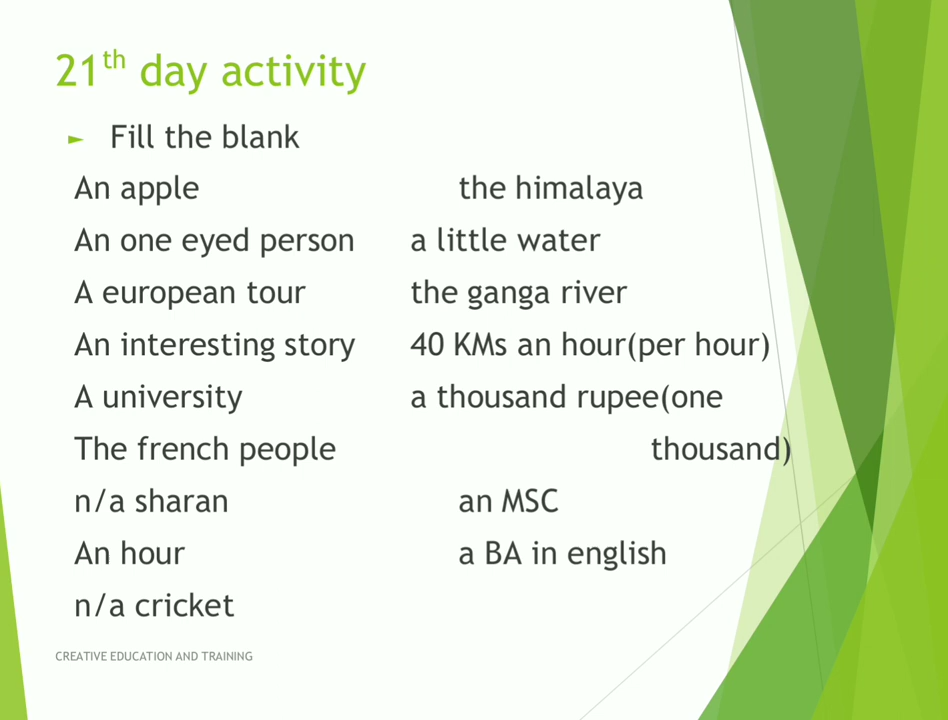 21th day activity
► Fill the blank
An apple the himalaya
An one eyed person a little water
A european tour the ganga river
An interesting story 40 KMs an hour(per hour)
A university a thousand rupee(one
The french people thousand)
n/a sharan an MSC
An hour a BA in english
n/a cricket
CREATIVE EDUCATION AND TRAINING